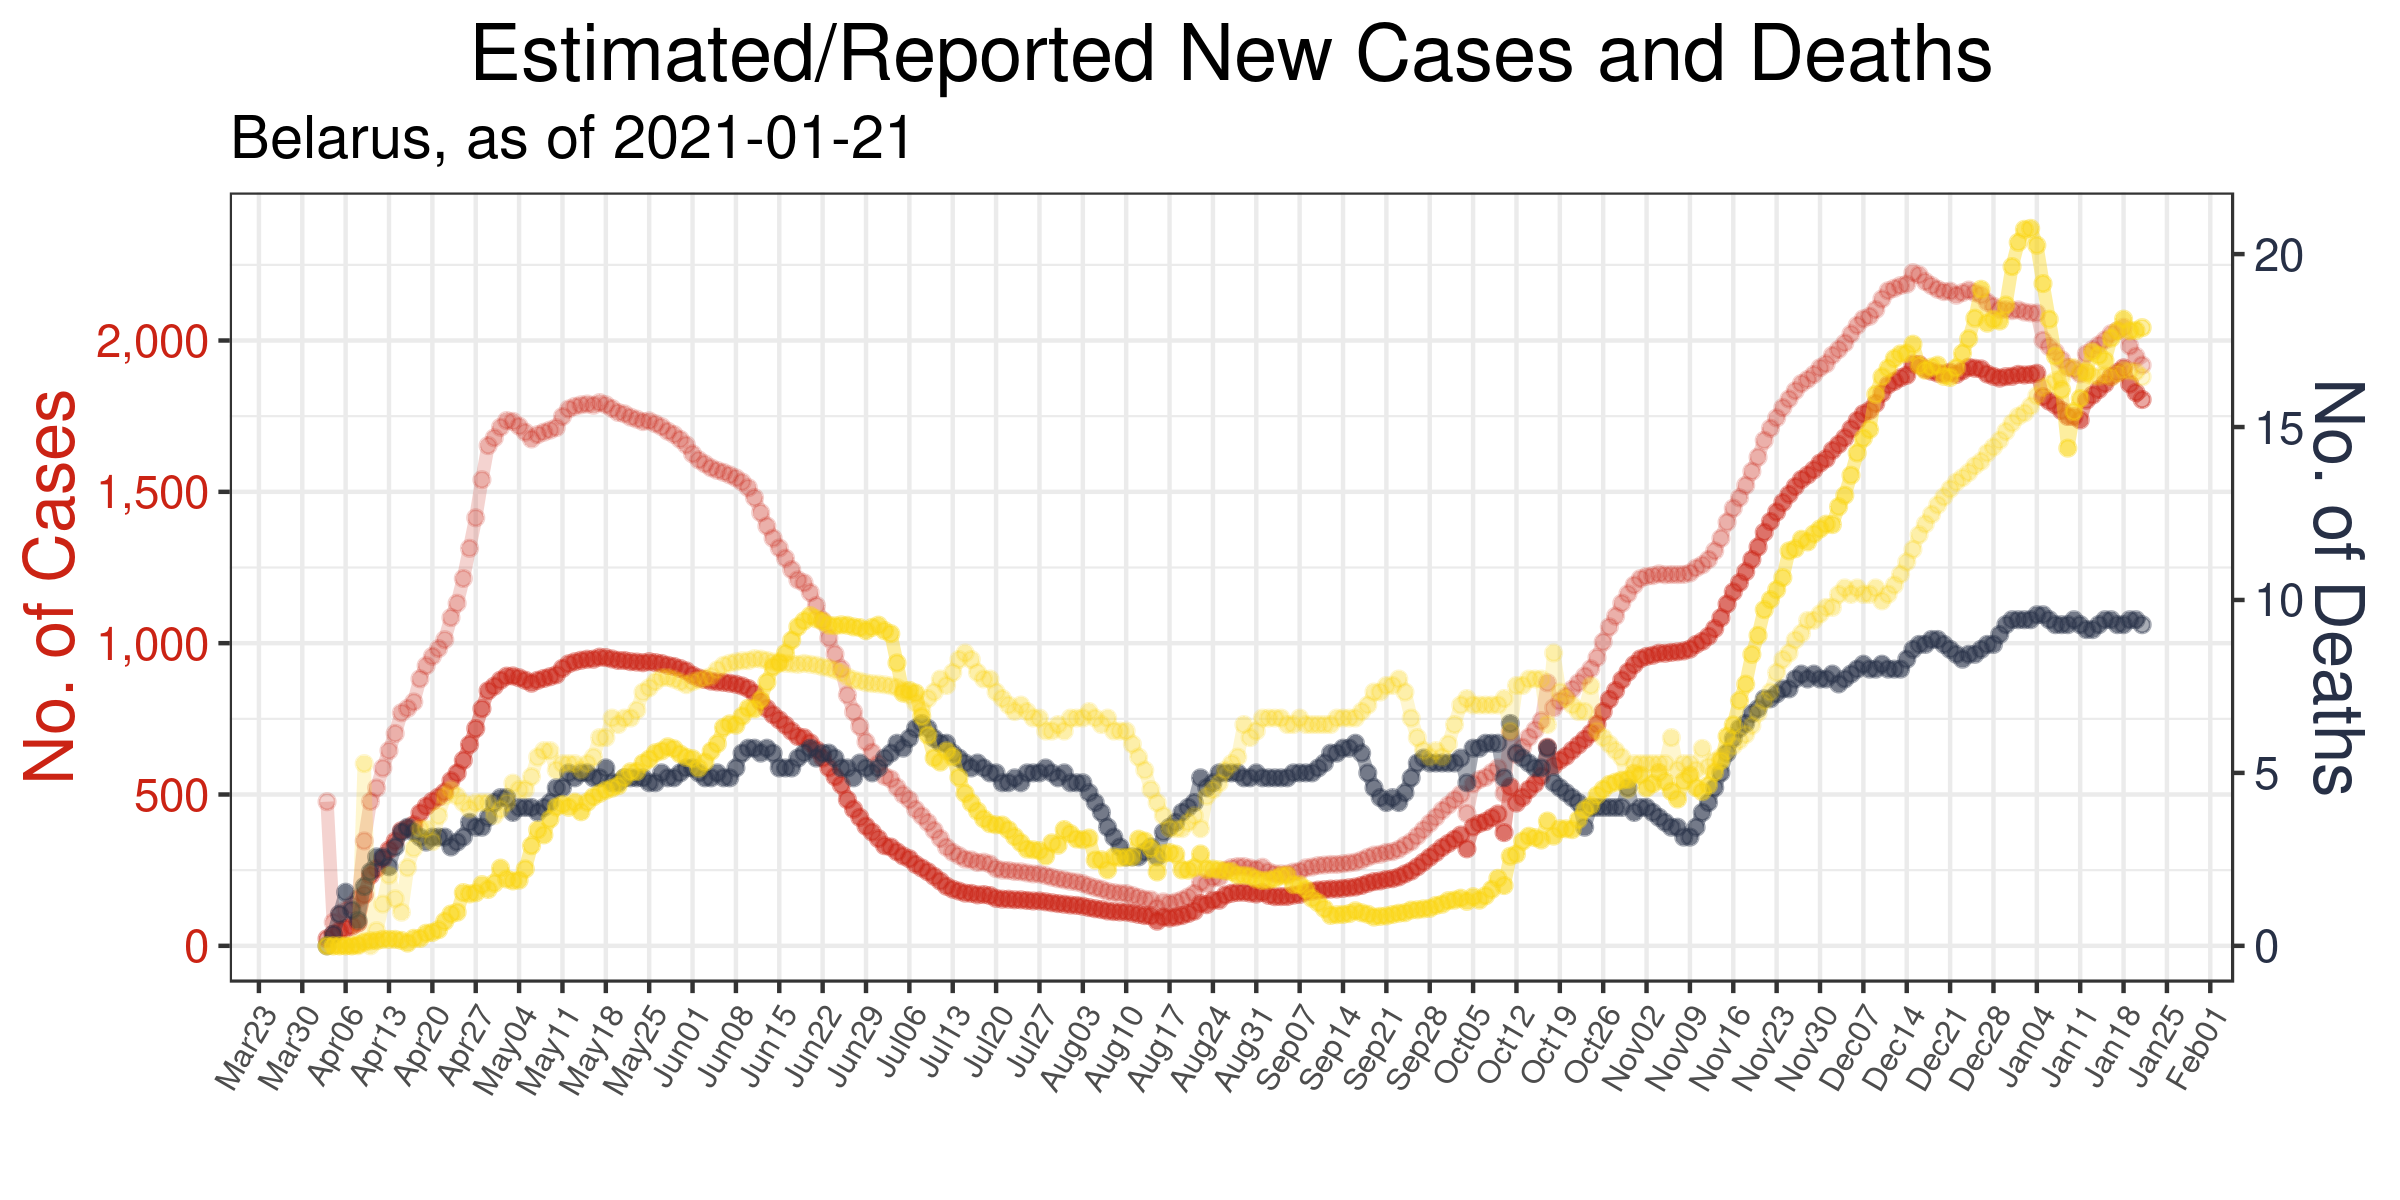 Estimated/Reported New Cases and Deaths
Belarus, as of 2021-01-21
No. of Cases
2,000
1,500
1,000
500
0
20
15
10
5
0
No. of Deaths
Mar23
Mar30
Apr06
Apr13
Apr20
Apr27
May04
May11
May18
May25
Jun01
Jun08
Jun15
Jun22
Jun29
Jul06
Jul13
Jul20
Jul27
Aug03
Aug10
Aug17
Aug24
Aug31
Sep07
Sep14
Sep21
Sep28
Oct05
Oct12
Oct19
Oct26
Nov02
Nov09
Nov16
Nov23
Nov30
Dec07
Dec14
Dec21
Dec28
Jan04
Jan11
Jan18
Jan25
Feb01